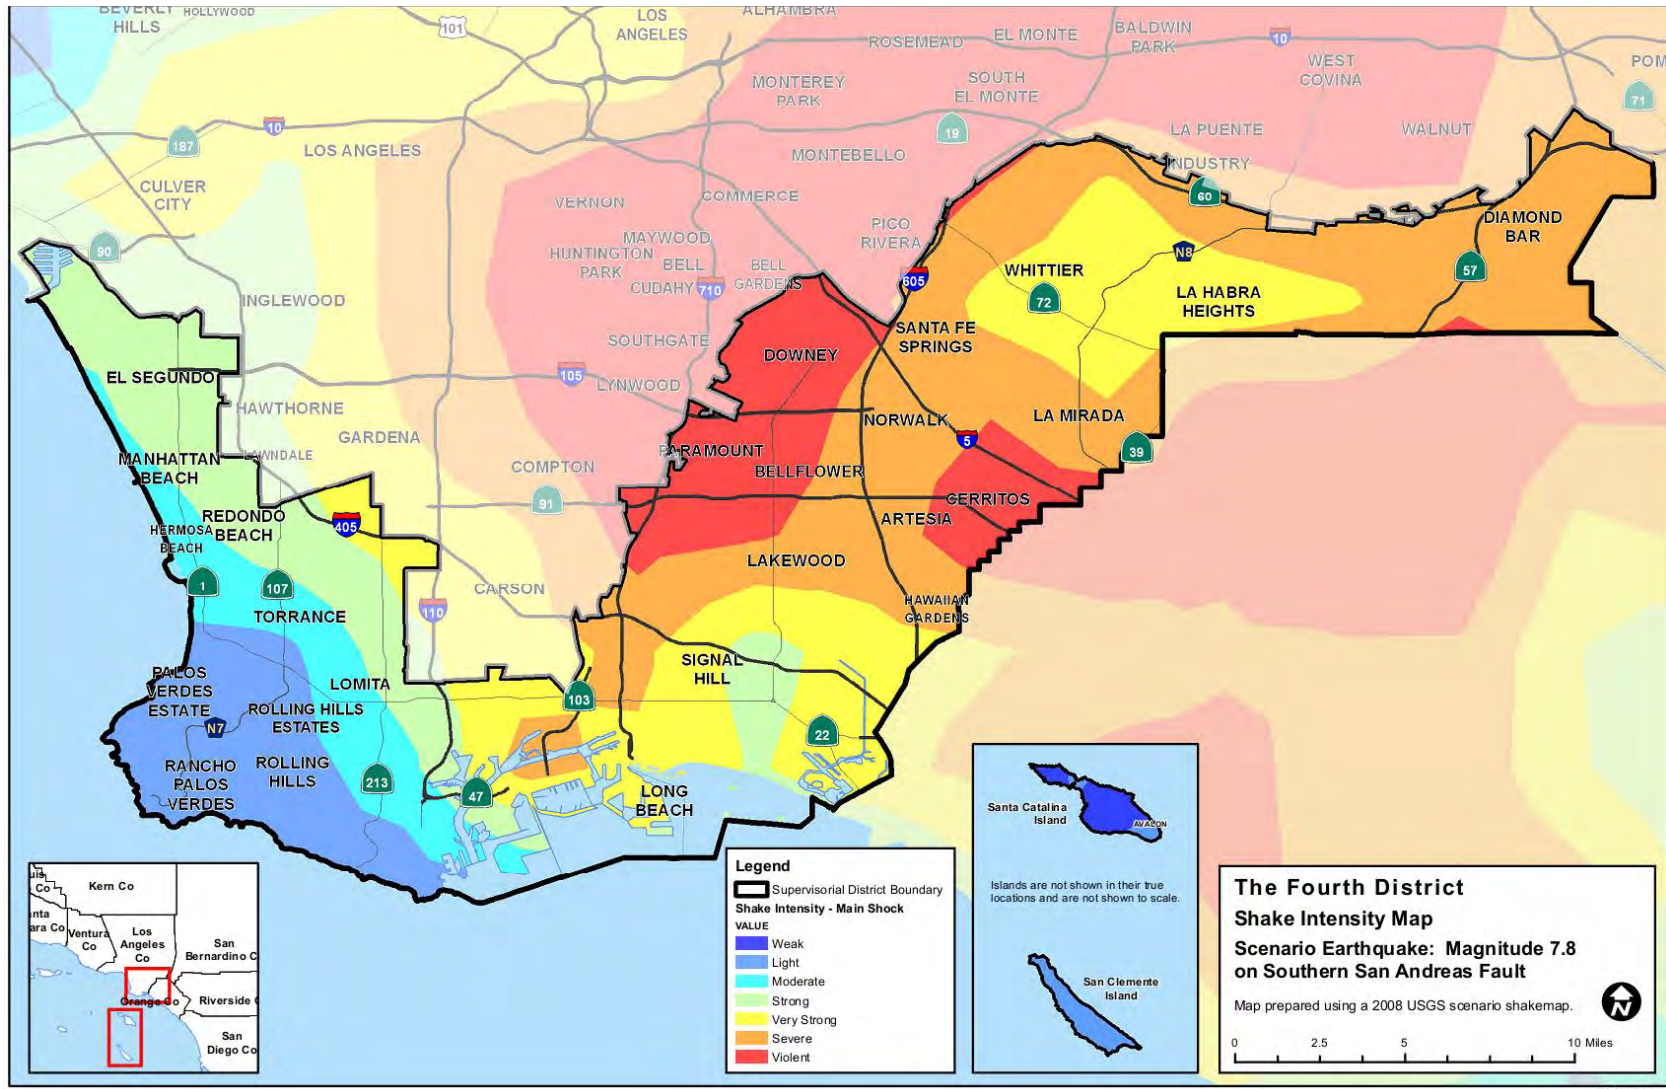 BEVERLY
HILLS
HOLLYWOOD
101
LOS
ANGELES
ALHAMBRA
ROSEMEAD
EL MONTE
BALDWIN
PARK
10
WEST
COVINA
POM
71
MONTEREY
PARK
SOUTH
EL MONTE
187
10
LOS ANGELES
19
LA PUENTE
WALNUT
MONTEBELLO
INDUSTRY
CULVER
CITY
VERNON
COMMERCE
60
PICO
RIVERA
DIAMOND
BAR
90
HUNTINGTON
PARK
MAYWOOD
BELL
CUDAHY
710
BELL
GARDENS
605
WHITTIER
72
N8
57
LA HABRA
HEIGHTS
INGLEWOOD
SOUTHGATE
SANTA FE
SPRINGS
DOWNEY
EL SEGUNDO
105
LYNWOOD
HAWTHORNE
GARDENA
NORWALK
LA MIRADA
5
39
LAWNDALE
MANHATTAN
BEACH
COMPTON
91
PARAMOUNT
BELLFLOWER
CERRITOS
ARTESIA
REDONDO
BEACH
HERMOSA
BEACH
405
LAKEWOOD
1
107
110
CARSON
HAWAIIAN
GARDENS
TORRANCE
SIGNAL
HILL
PALOS
VERDES
ESTATE
LOMITA
103
N7
ROLLING HILLS
ESTATES
22
RANCHO
PALOS
VERDES
ROLLING
HILLS
213
47
LONG
BEACH
Santa Catalina
Island
AVALON
Islands are not shown in their true
locations and are not shown to scale.
San Clemente
Island
Legend
Supervisorial District Boundary
Shake Intensity - Main Shock
VALUE
Weak
Light
Moderate
Strong
Very Strong
Severe
Violent
The Fourth District
Shake Intensity Map
Scenario Earthquake: Magnitude 7.8
on Southern San Andreas Fault
Map prepared using a 2008 USGS scenario shakemap.
N
0 2.5 5 10 Miles
uis
Co
Kern Co
nta
ara Co
Ventura
Co
Los
Angeles
Co
San
Bernardino C
Orange Co
Riverside
San
Diego Co